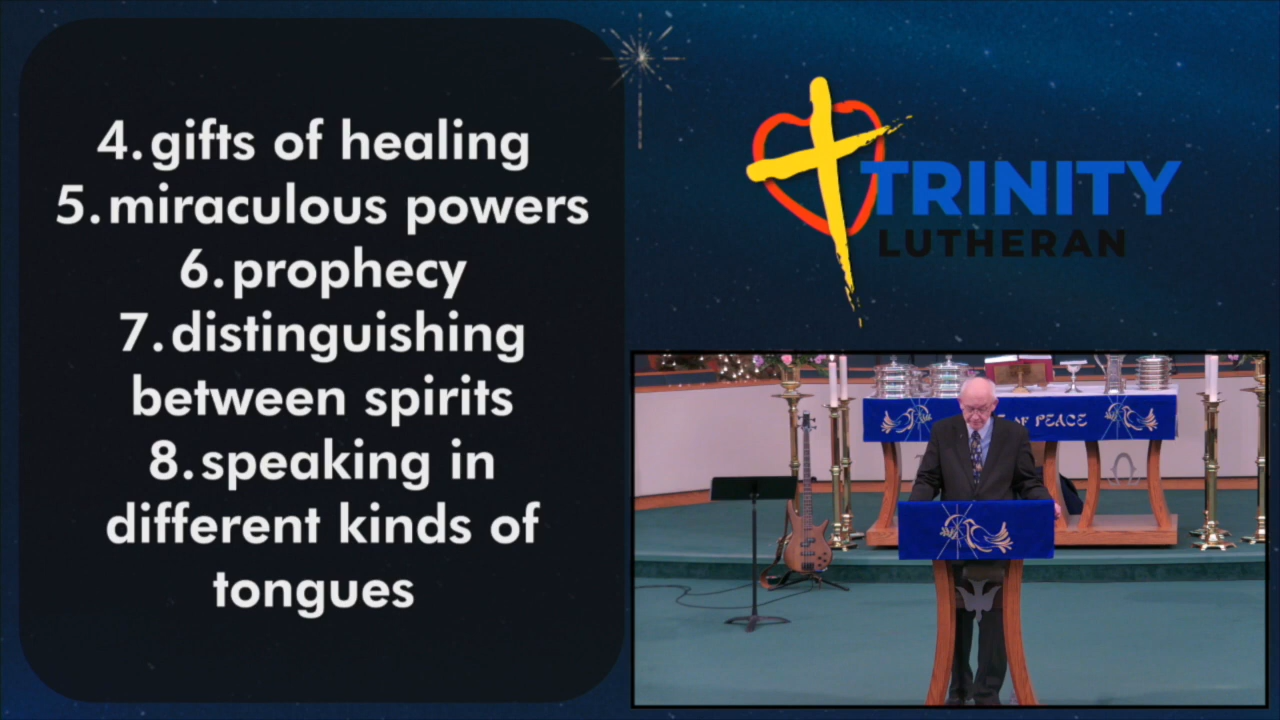 4. gifts of healing
5. miraculous powers
6. prophecy
7. distinguishing
between spirits
8. speaking in
different kinds of
tongues
TRINITY
LUTHERAN
OF PEACE